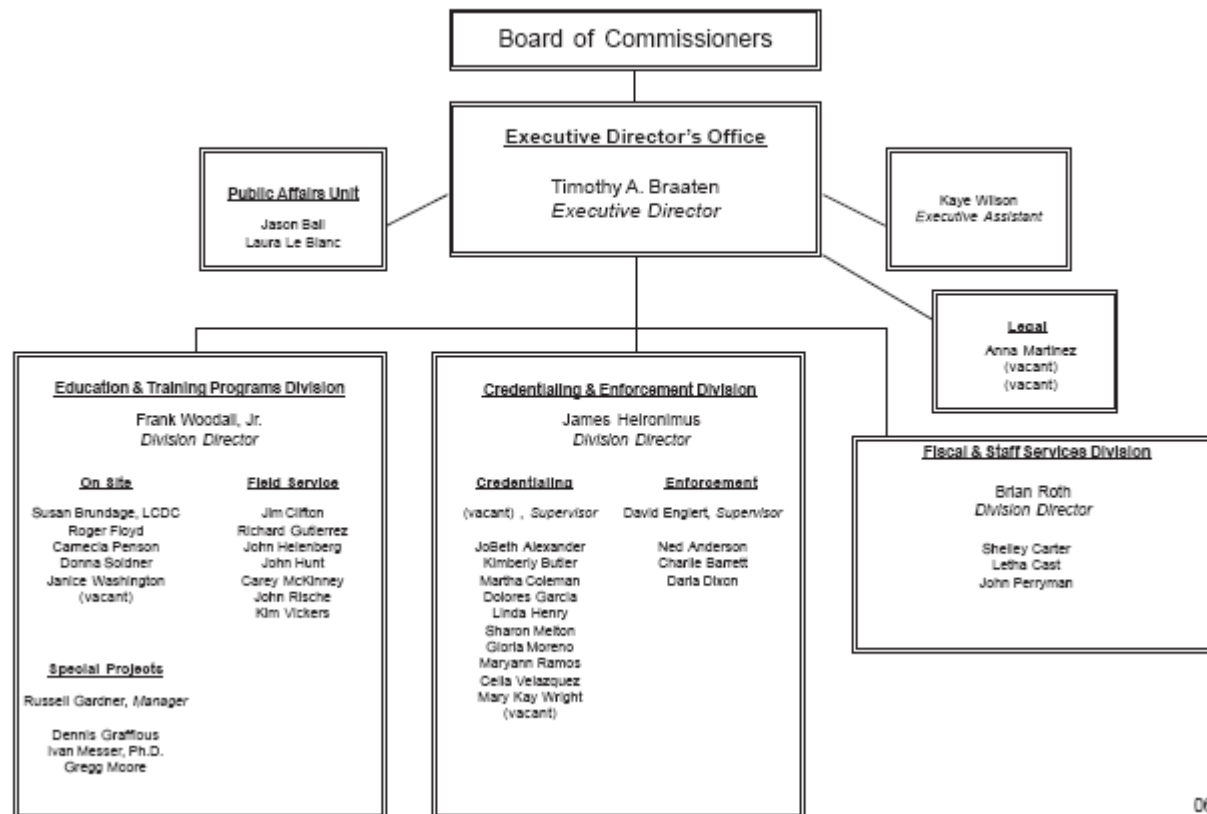 Board of Commissioners
Executive Director's Office
Timothy A. Braaten
Executive Director
Public Affairs Unit
Jason Ball
Laura Le Blanc
Kaye Wilson
Executive Assistant
Legal
Anna Martinez
(vacant)
(vacant)
Education & Training Programs Division
Frank Woodall, Jr.
Division Director
On Site
Susan Brundage, LCDC
Roger Floyd
Camecia Penson
Donna Soldner
Janice Washington
(vacant)
Field Service
Jim Clifton
Richard Gutierrez
John Helenberg
John Hunt
Carey McKinney
John Rische
Kim Vickers
Special Projects
Russell Gardner, Manager
Dennis Graffious
Ivan Messer, Ph.D.
Gregg Moore
Credentialing & Enforcement Division
James Heironimus
Division Director
Credentialing
(vacant) , Supervisor
JoBeth Alexander
Kimberly Butler
Martha Coleman
Dolores Garcia
Linda Henry
Sharon Melton
Gloria Moreno
Maryann Ramos
Celia Velazquez
Mary Kay Wright
(vacant)
Enforcement
David Englert, Supervisor
Ned Anderson
Charlie Barrett
Darla Dixon
Fiscal & Staff Services Division
Brian Roth
Division Director
Shelley Carter
Letha Cast
John Perryman